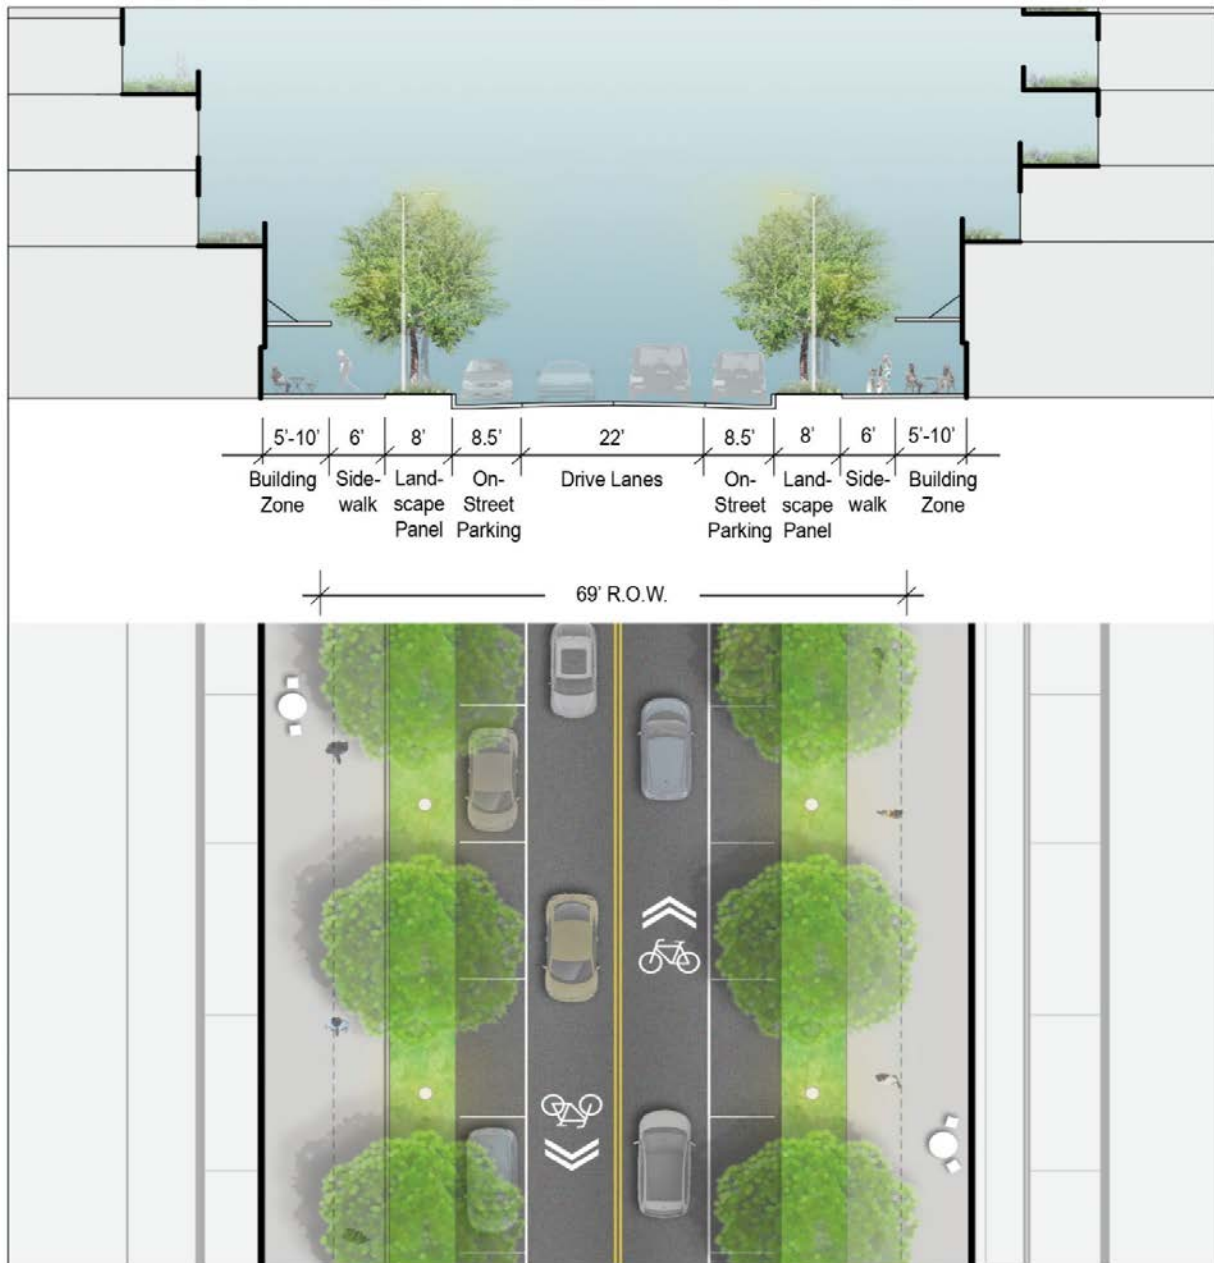 5'-10' 6' 8' 8.5' 22' 8.5' 8' 6' 5'-10'
Building Zone
Side-
walk
Land-
scape
Panel
On-
Street
Parking
Drive Lanes
On-
Street
Parking
Land-
scape
Panel
Side-
walk
Building
Zone
69' R.O.W.